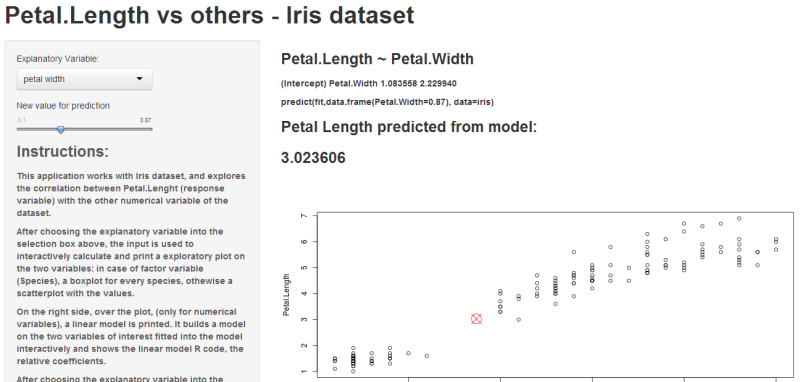 Petal.Length vs others - Iris dataset
Explanatory Variable:
petal width
New value for prediction
0.1 0.87
Instructions:
This application works with Iris dataset, and explores
the correlation between Petal.Lenght (response
variable) with the other numerical variable of the
dataset.
After choosing the explanatory variable into the
selection box above, the input is used to
interactively calculate and print a exploratory plot on
the two variables: in case of factor variable
(Species), a boxplot for every species, othewise a
scatterplot with the values.
On the right side, over the plot, (only for numerical
variables), a linear model is printed. It builds a model
on the two variables of interest fitted into the model
interactively and shows the linear model R code, the
relative coefficients.
After choosing the explanatory variable into the
Petal.Length ~ Petal.Width
(Intercept) Petal.Width 1.083558 2.229940
predict(fit,data.frame(Petal.Width=0.87), data=iris)
Petal Length predicted from model:
3.023606
Petal.Length
7
6
5
4
3
2
1